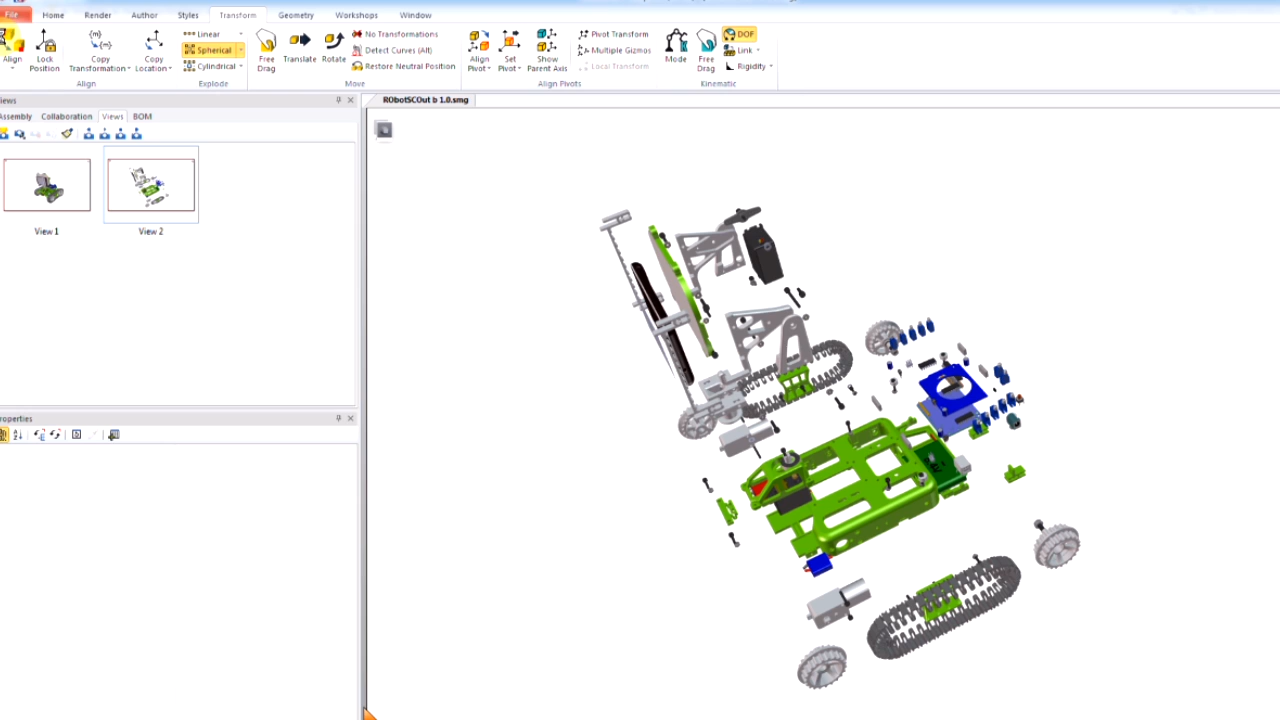 File Home Render Author Styles Transform Geometry Workshops Window
Align
Lock Position
Copy Transformation
Copy Location
Linear
Spherical
Cylindrical
Free Drag
Translate
Rotate
No Transformations
Detect Curves (Alt)
Restore Neutral Position
Align Pivot
Set Pivot
Show Parent Axis
Pivot Transform
Multiple Gizmos
Local Transform
Mode
Free Drag
DOF
Link
Rigidity
Align Explode Move Align Pivots Kinematic
iews
RObotSCOut b 1.0.smg
Assembly Collaboration Views BOM
View 1 View 2
roperties